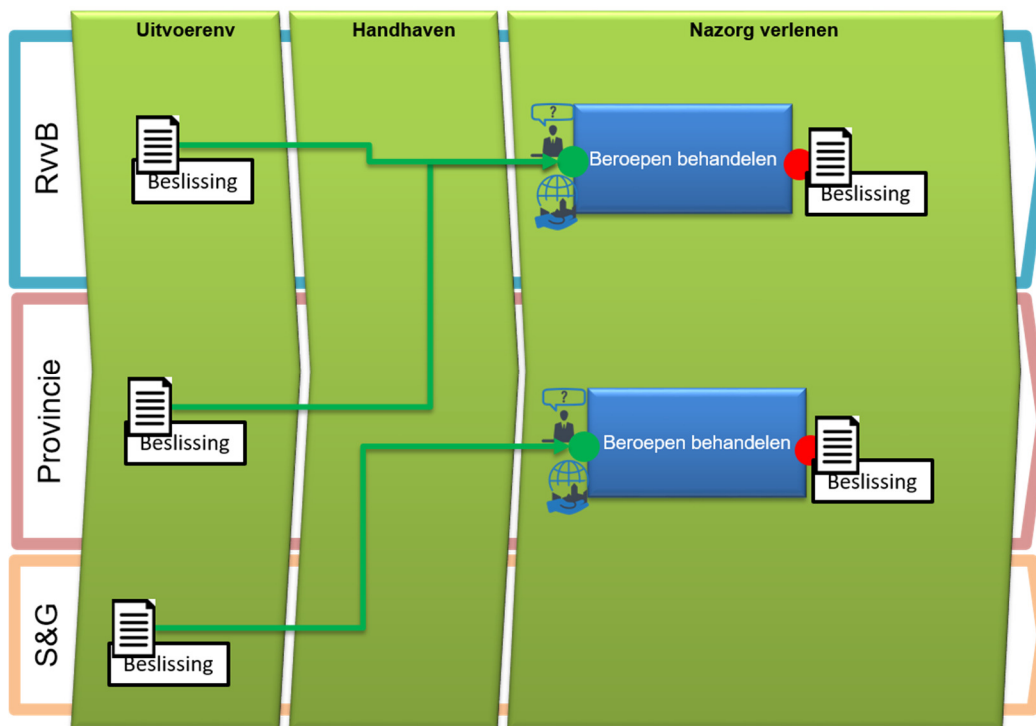 Uitvoerenv
Handhaven
Nazorg verlenen
RvvB
Beslissing
?
Beroepen behandelen
Beslissing
Provincie
Beslissing
?
Beroepen behandelen
Beslissing
S&G
Beslissing